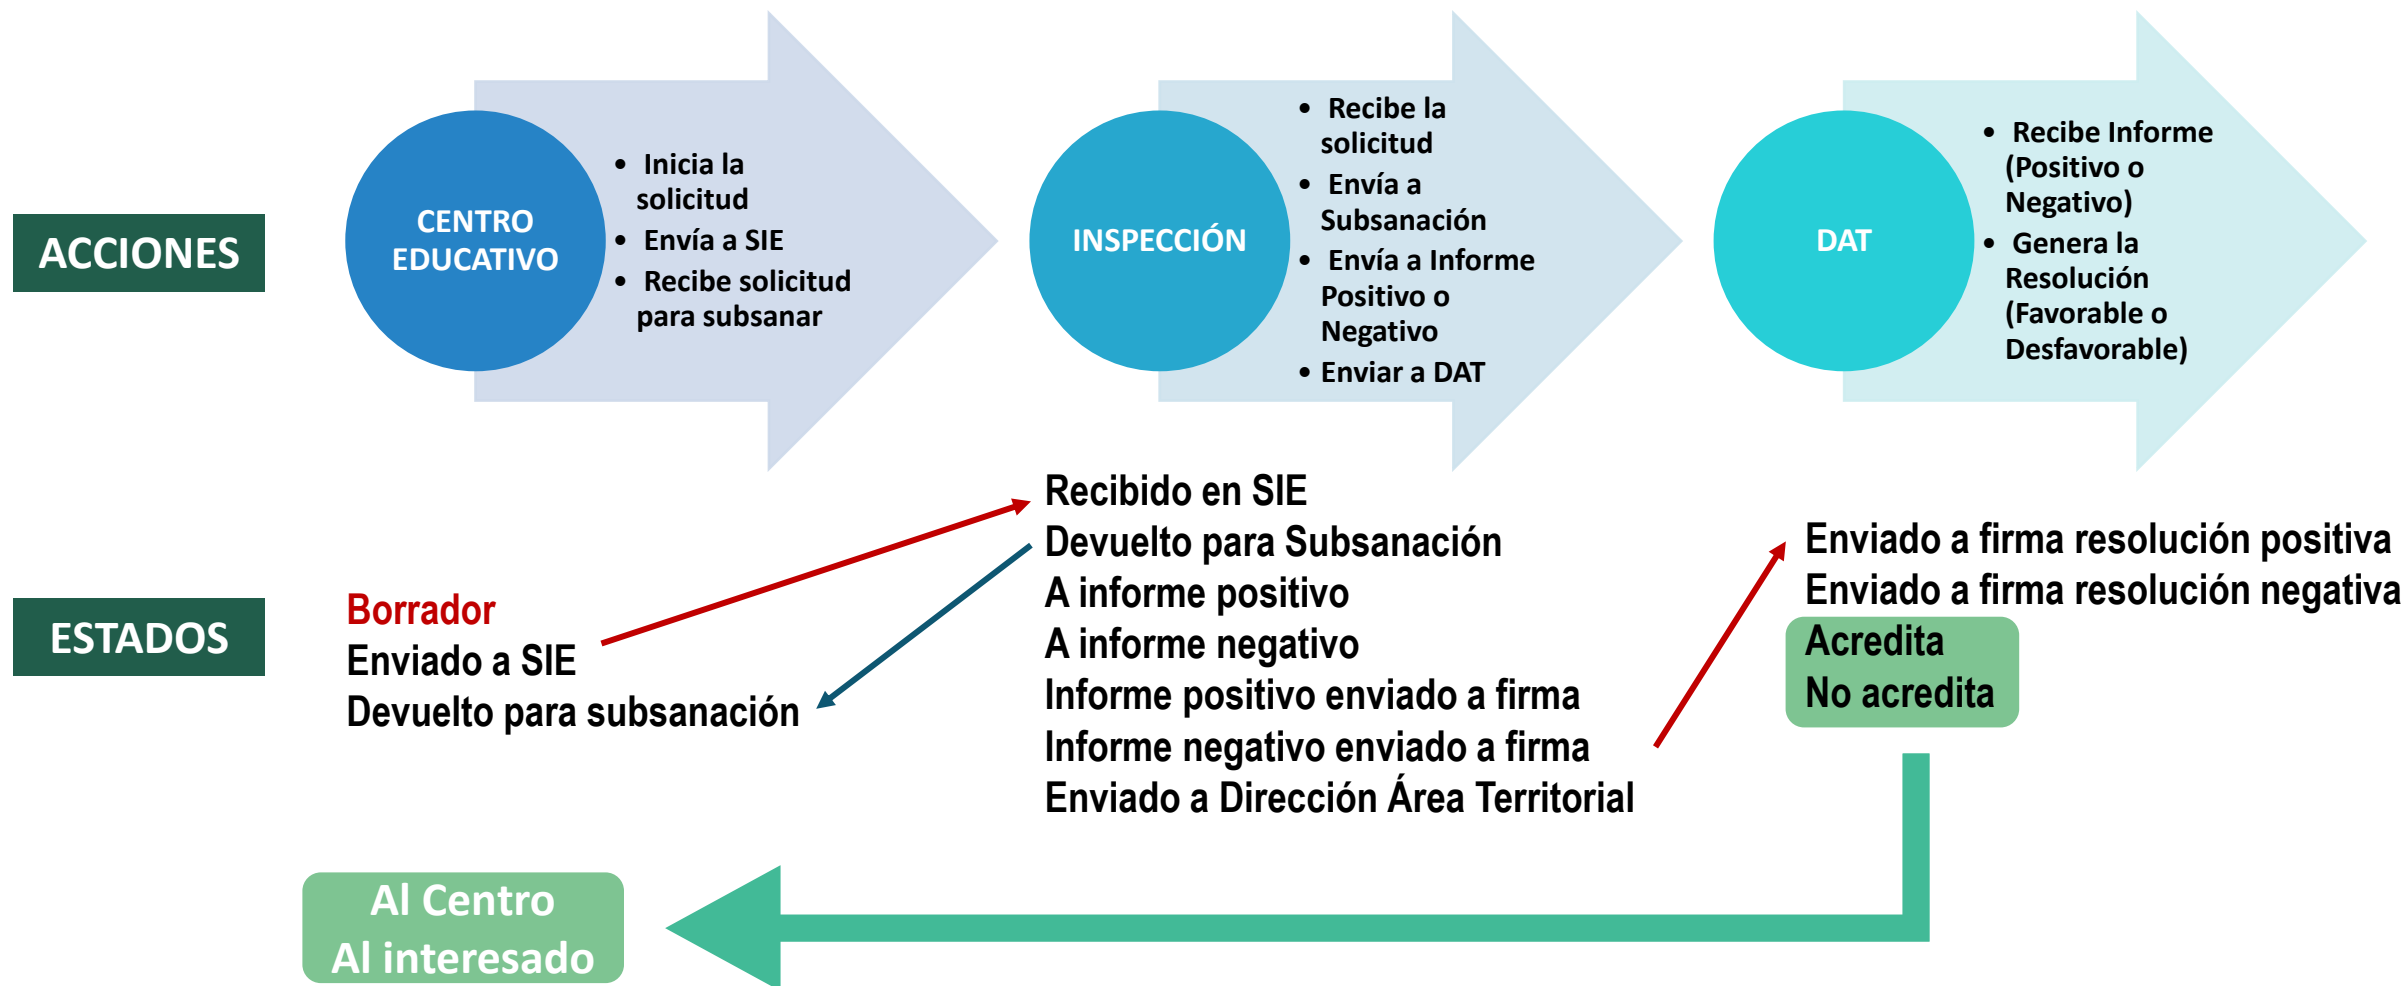 ACCIONES
CENTRO
EDUCATIVO
• Inicia la
solicitud
• Envía a SIE
• Recibe solicitud
para subsanar
INSPECCIÓN
• Recibe la
solicitud
• Envía a
Subsanación
• Envía a Informe
Positivo o
Negativo
• Enviar a DAT
DAT
• Recibe Informe
(Positivo o
Negativo)
• Genera la
Resolución
(Favorable o
Desfavorable)
ESTADOS
Borrador
Enviado a SIE
Devuelto para subsanación
Recibido en SIE
Devuelto para Subsanación
A informe positivo
A informe negativo
Informe positivo enviado a firma
Informe negativo enviado a firma
Enviado a Dirección Área Territorial
Enviado a firma resolución positiva
Enviado a firma resolución negativa
Acredita
No acredita
Al Centro
Al interesado